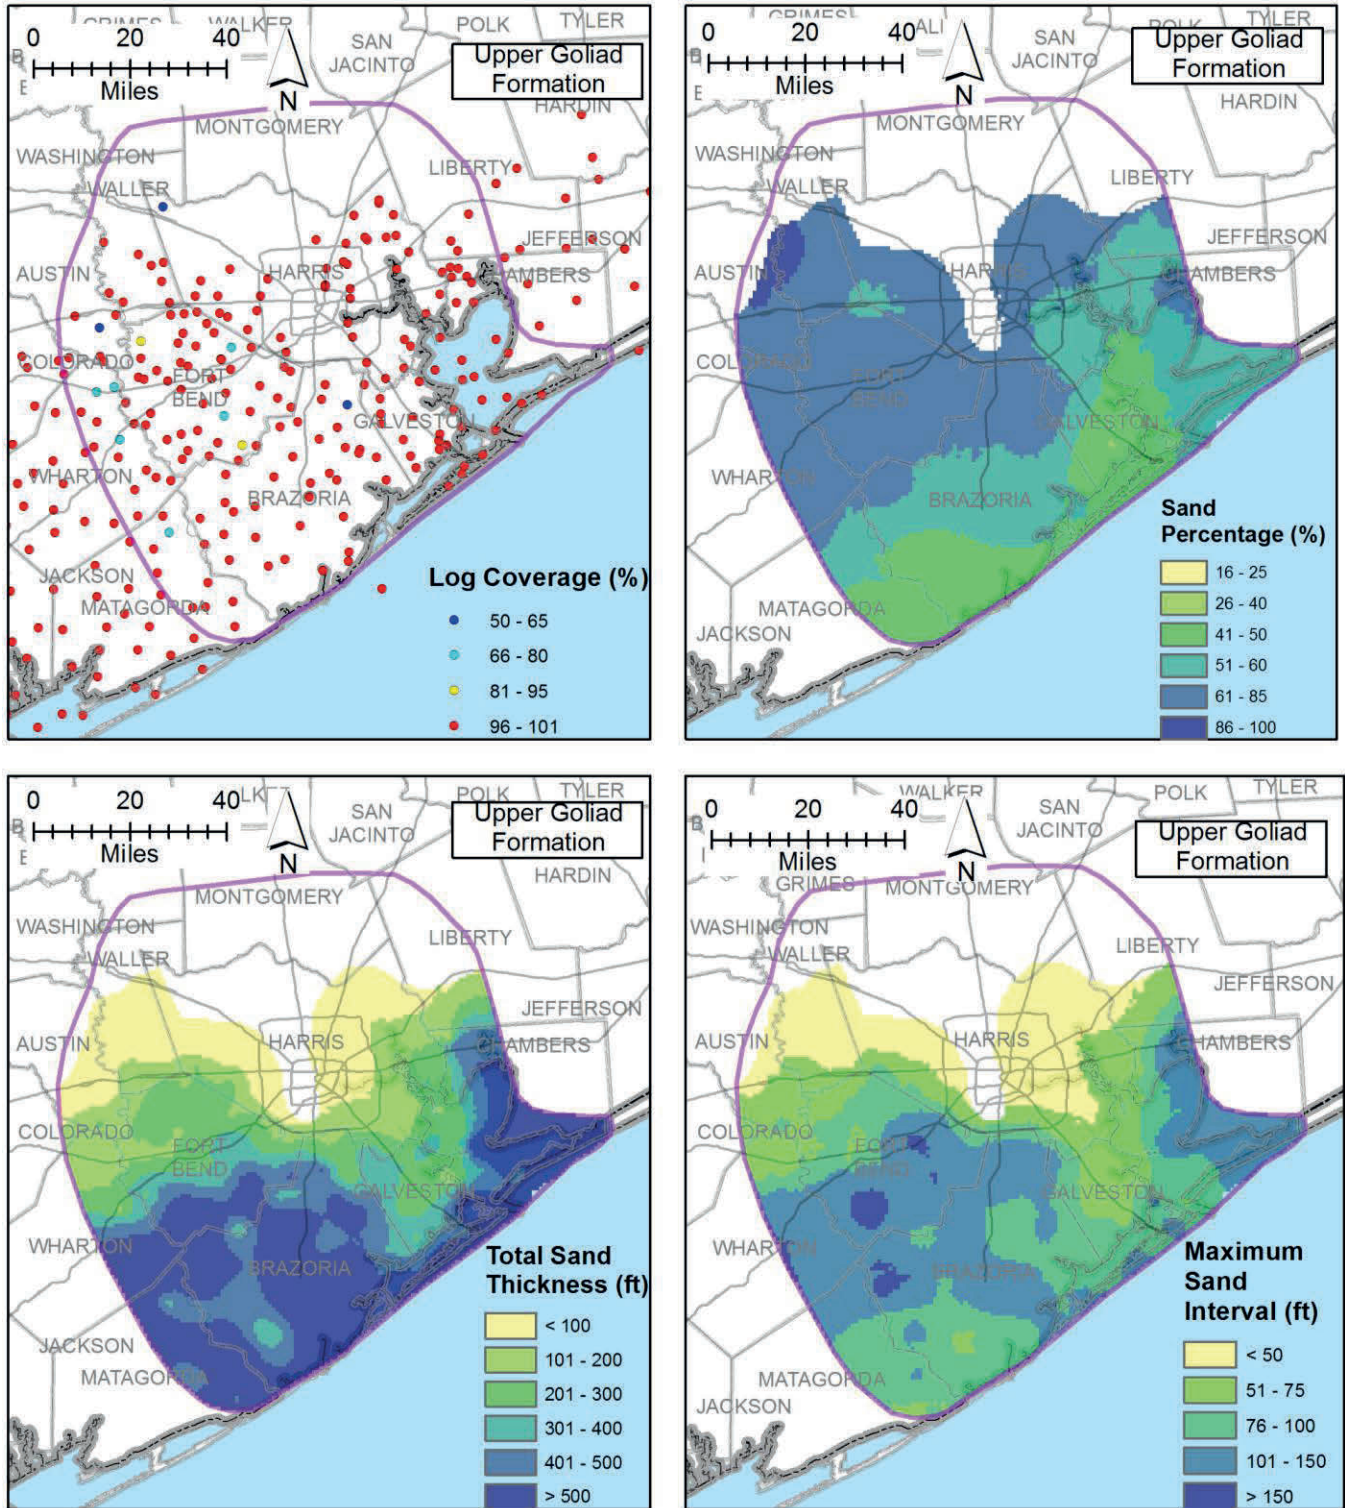 GRIMES
WALKER
POLK
TYLER
0 20 40
SAN
JACINTO
Upper Goliad
Formation
B
E
Miles
N
HARDIN
MONTGOMERY
WASHINGTON
LIBERTY
WALLER
JEFFERSON
AUSTIN
HARRIS
CHAMBERS
COLORADO
FORT
BEND
GALVESTON
WHARTON
BRAZORIA
JACKSON
MATAGORDA
Log Coverage (%)
50 - 65
66 - 80
81 - 95
96 - 101
GRIMES
POLK
TYLER
0 20 40
SAN
JACINTO
Upper Goliad
Formation
B
E
Miles
N
HARDIN
MONTGOMERY
WASHINGTON
LIBERTY
WALLER
JEFFERSON
AUSTIN
HARRIS
CHAMBERS
COLORADO
FORT
BEND
GALVESTON
WHARTON
BRAZORIA
MATAGORDA
JACKSON
Sand
Percentage (%)
16 - 25
26 - 40
41 - 50
51 - 60
61 - 85
86 - 100
POLK
TYLER
0 20 40
SAN
JACINTO
Upper Goliad
Formation
B
E
Miles
N
HARDIN
MONTGOMERY
WASHINGTON
LIBERTY
WALLER
JEFFERSON
AUSTIN
HARRIS
CHAMBERS
COLORADO
FORT
BEND
GALVESTON
WHARTON
BRAZORIA
JACKSON
MATAGORDA
Total Sand
Thickness (ft)
< 100
101 - 200
201 - 300
301 - 400
401 - 500
> 500
WALKER
POLK
TYLER
0 20 40
SAN
JACINTO
Upper Goliad
Formation
B
Miles
N
GRIMES
MONTGOMERY
HARDIN
WASHINGTON
LIBERTY
WALLER
JEFFERSON
AUSTIN
HARRIS
CHAMBERS
COLORADO
FORT
BEND
GALVESTON
WHARTON
BRAZORIA
MATAGORDA
JACKSON
Maximum
Sand
Interval (ft)
< 50
51 - 75
76 - 100
101 - 150
> 150